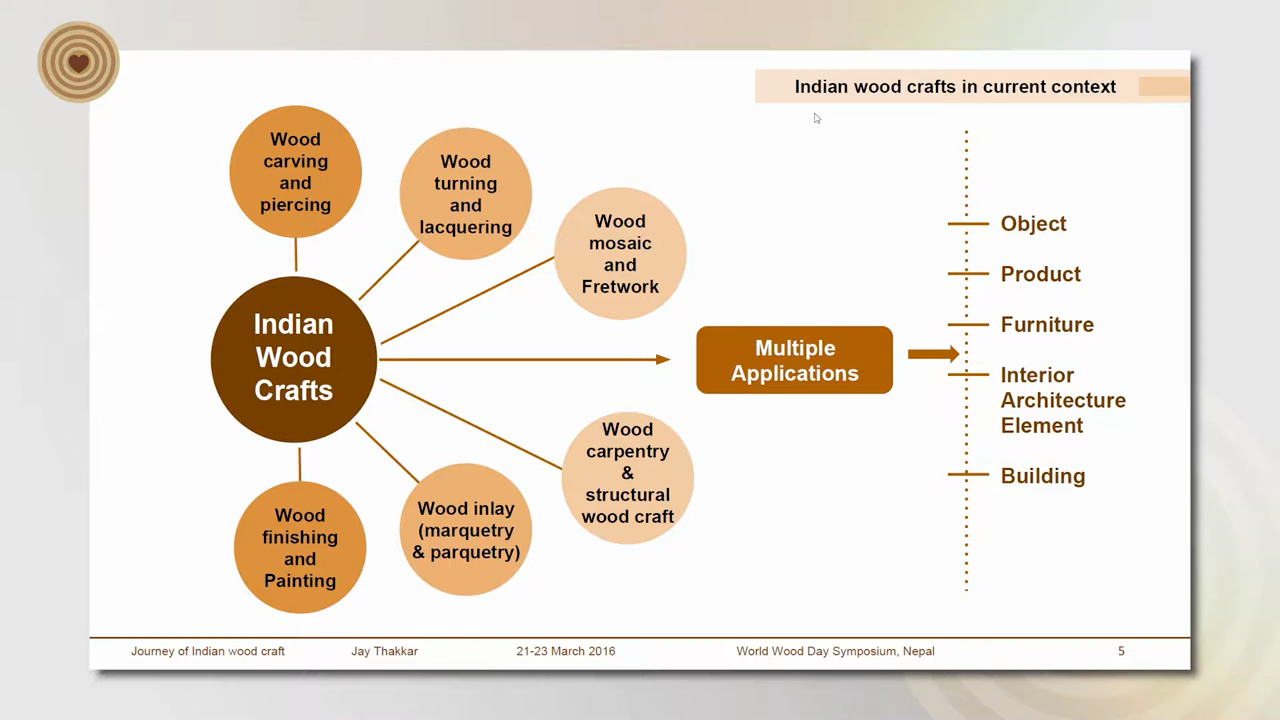 Indian wood crafts in current context
Wood
carving
and
piercing
Wood
turning
and
lacquering
Wood
mosaic
and
Fretwork
Indian
Wood
Crafts
Multiple
Applications
Object
Product
Furniture
Interior
Architecture
Element
Building
Wood
carpentry
&
structural
wood craft
Wood inlay
(marquetry
& parquetry)
Wood
finishing
and
Painting
Journey of Indian wood craft
Jay Thakkar
21-23 March 2016
World Wood Day Symposium, Nepal
5